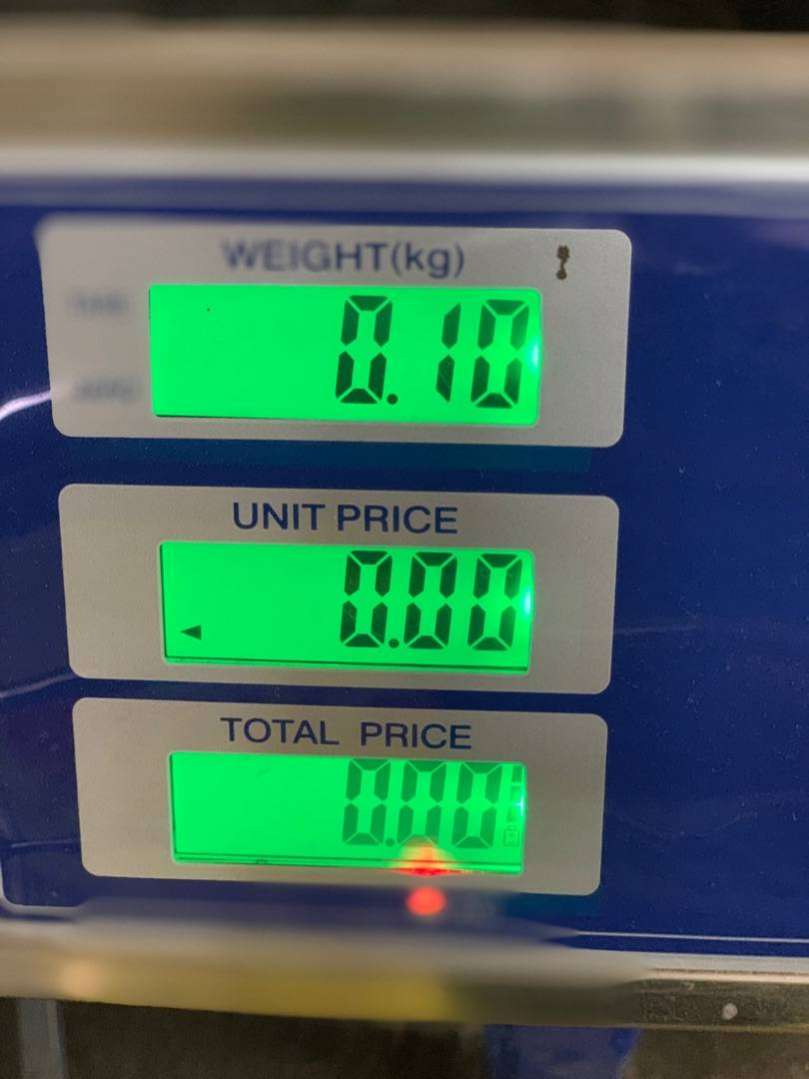 WEIGHT(kg)
0.10
UNIT PRICE
0.00
TOTAL PRICE
0.00